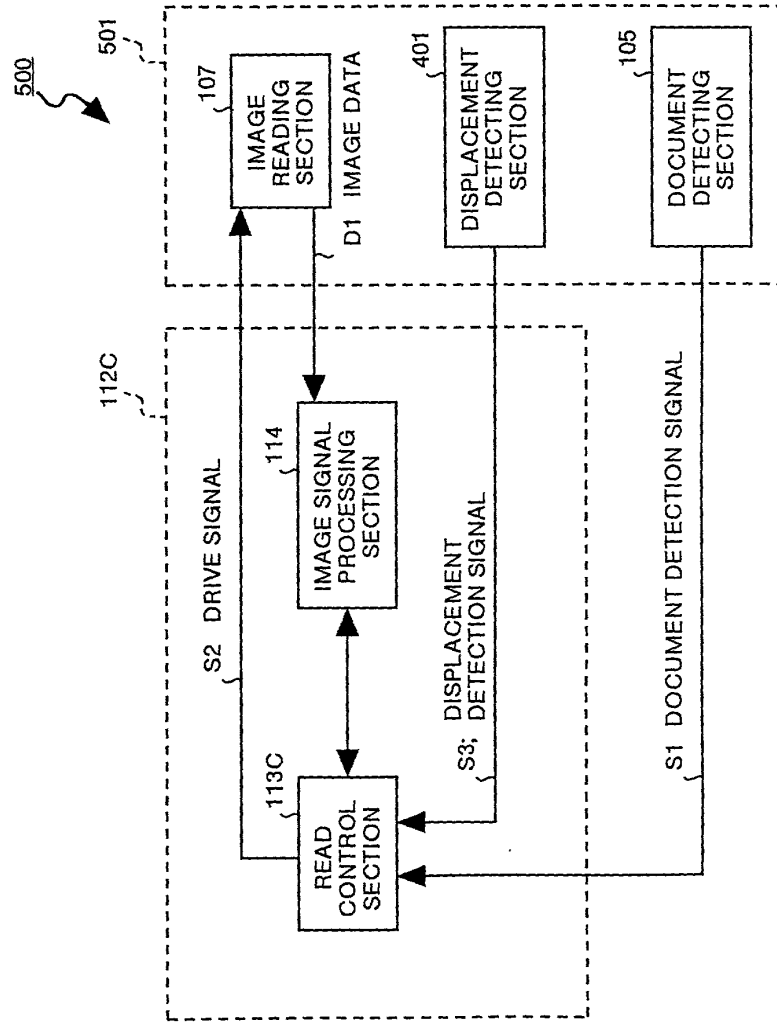 500
501
107
IMAGE
READING
SECTION
D1 IMAGE DATA
401
DISPLACEMENT
DETECTING
SECTION
105
DOCUMENT
DETECTING
SECTION
112C
S2 DRIVE SIGNAL
114
IMAGE SIGNAL
PROCESSING
SECTION
113C
READ
CONTROL
SECTION
S3; DISPLACEMENT
DETECTION SIGNAL
S1 DOCUMENT DETECTION SIGNAL